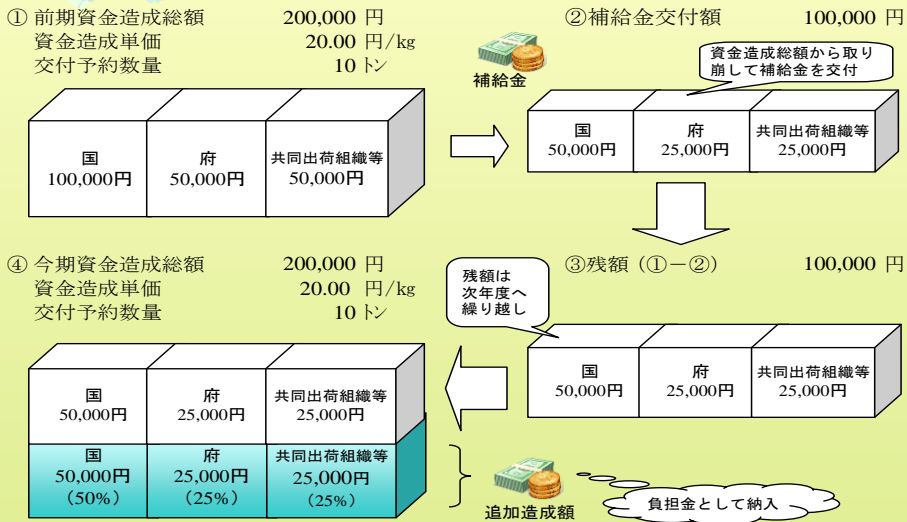 ① 前期資金造成総額 200,000 円
資金造成単価 20.00 円/kg
交付予約数量 10 トン
国
100,000円
府
50,000円
共同出荷組織等
50,000円
補給金
②補給金交付額 100,000 円
資金造成総額から取り
崩して補給金を交付
国
50,000円
府
25,000円
共同出荷組織等
25,000円
③残額（①－②） 100,000 円
残額は
次年度へ
繰り越し
国
50,000円
府
25,000円
共同出荷組織等
25,000円
④ 今期資金造成総額 200,000 円
資金造成単価 20.00 円/kg
交付予約数量 10 トン
国
50,000円
府
25,000円
共同出荷組織等
25,000円
国
50,000円
（50%）
府
25,000円
（25%）
共同出荷組織等
25,000円
（25%）
追加造成額
負担金として納入